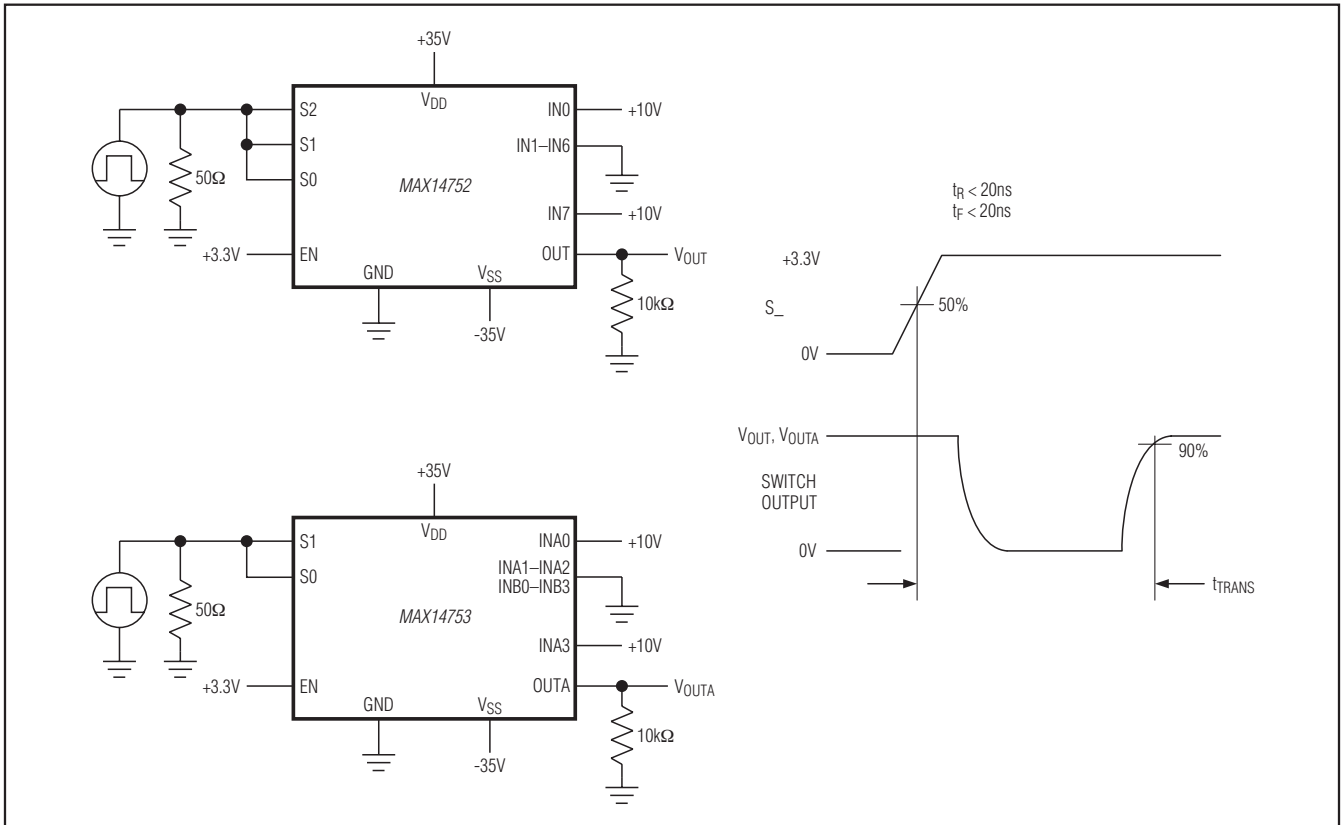 +35V
VDD
S2
S1
S0
50Ω
MAX14752
IN0
+10V
IN1–IN6
IN7
+10V
+3.3V
EN
OUT
VOUT
GND
VSS
10kΩ
-35V
tR < 20ns
tF < 20ns
+3.3V
S_
50%
0V
VOUT, VOUTA
90%
SWITCH
OUTPUT
0V
tTRANS
+35V
VDD
S1
S0
50Ω
MAX14753
INA0
+10V
INA1–INA2
INB0–INB3
INA3
+10V
+3.3V
EN
OUTA
VOUTA
GND
VSS
10kΩ
-35V